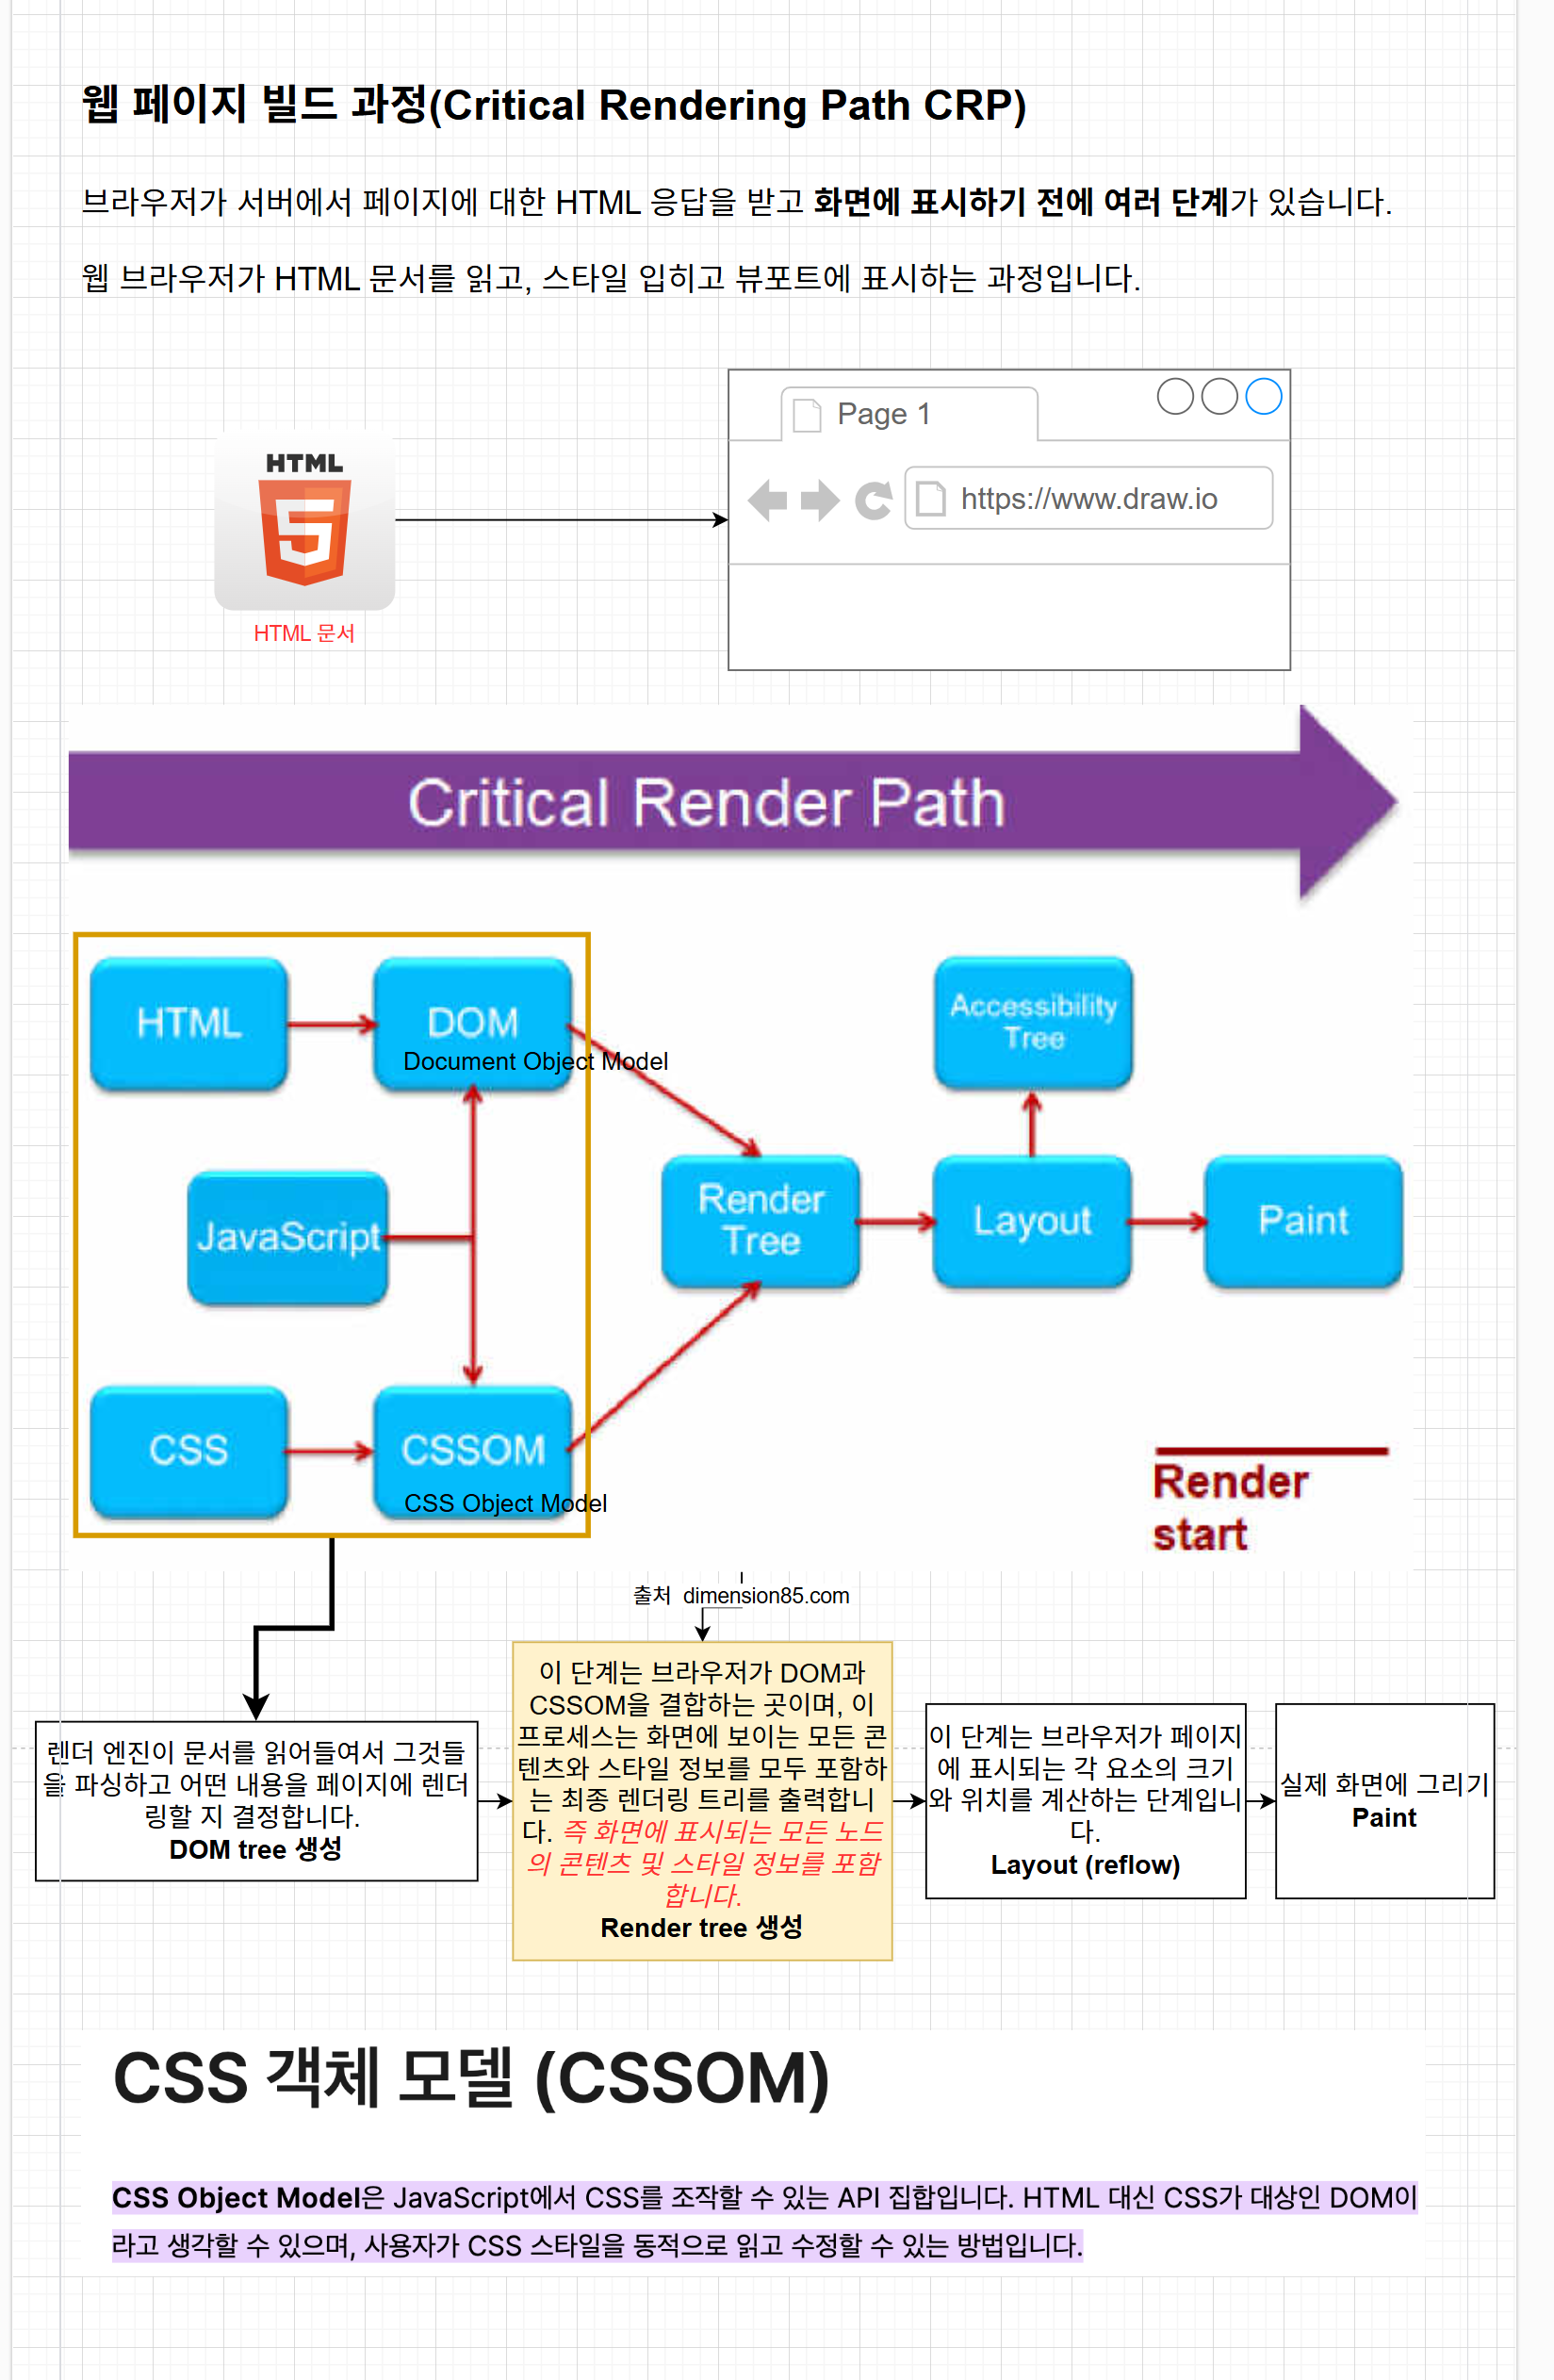 웹 페이지 빌드 과정(Critical Rendering Path CRP)
브라우저가 서버에서 페이지에 대한 HTML 응답을 받고 화면에 표시하기 전에 여러 단계가 있습니다.
웹 브라우저가 HTML 문서를 읽고, 스타일 입히고 뷰포트에 표시하는 과정입니다.
Page 1
HTML
5
https://www.draw.io
HTML 문서
Critical Render Path
HTML
DOM
Document Object Model
Accessibility
Tree
JavaScript
Render
Tree
Layout
Paint
CSS
CSSOM
CSS Object Model
Render
start
출처 dimension85.com
렌더 엔진이 문서를 읽어들여서 그것들
을 파싱하고 어떤 내용을 페이지에 렌더
링할 지 결정합니다.
DOM tree 생성
이 단계는 브라우저가 DOM과
CSSOM을 결합하는 곳이며, 이
프로세스는 화면에 보이는 모든 콘
텐츠와 스타일 정보를 모두 포함하
는 최종 렌더링 트리를 출력합니
다. 즉 화면에 표시되는 모든 노드
의 콘텐츠 및 스타일 정보를 포함
합니다.
Render tree 생성
이 단계는 브라우저가 페이지
에 표시되는 각 요소의 크기
와 위치를 계산하는 단계입니
다.
Layout (reflow)
실제 화면에 그리기
Paint
CSS 객체 모델 (CSSOM)
CSS Object Model은 JavaScript에서 CSS를 조작할 수 있는 API 집합입니다. HTML 대신 CSS가 대상인 DOM이
라고 생각할 수 있으며, 사용자가 CSS 스타일을 동적으로 읽고 수정할 수 있는 방법입니다.